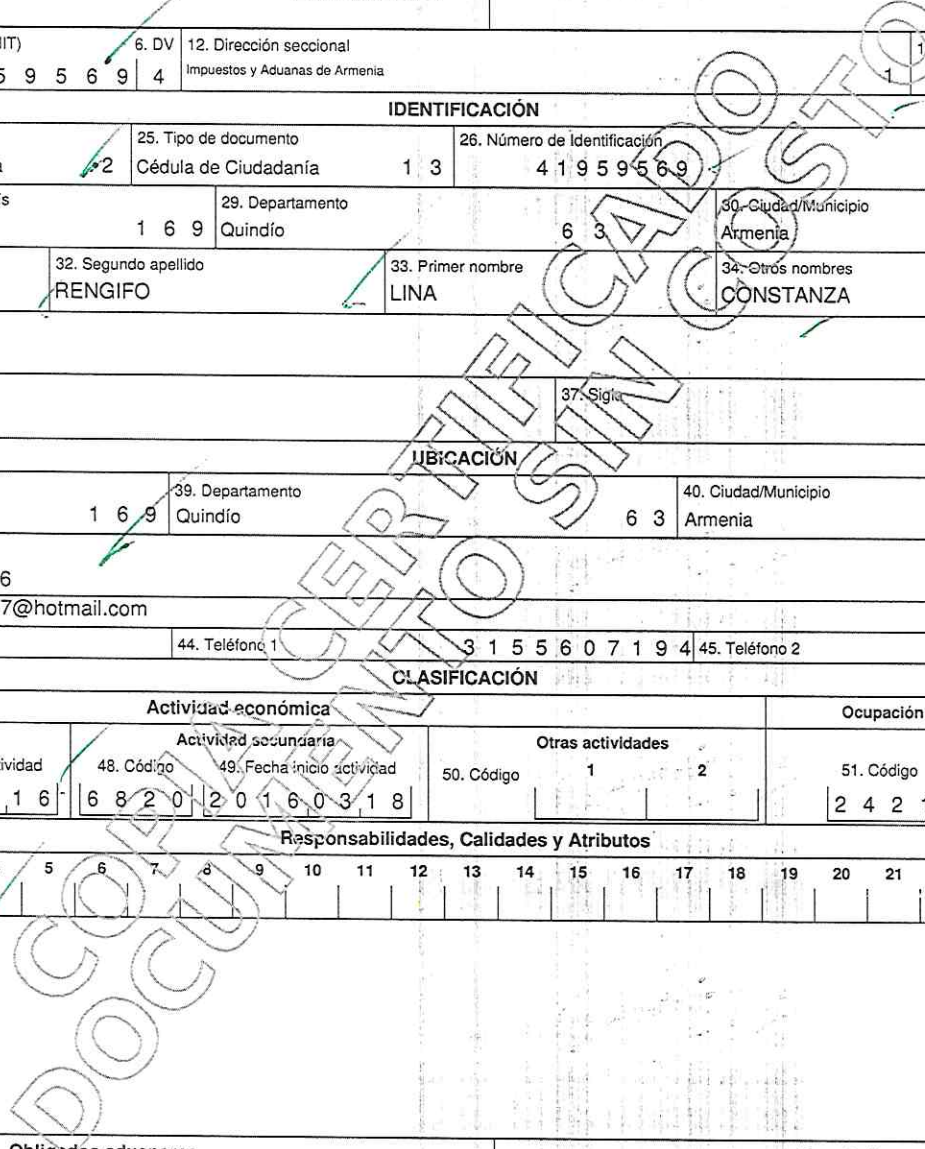 IT) 6. DV 12. Dirección seccional
5 9 5 6 9 4 Impuestos y Aduanas de Armenia 1
IDENTIFICACIÓN
25. Tipo de documento 26. Número de Identificación
2 Cédula de Ciudadanía 1 3 4 1 9 5 9 5 6 9
29. Departamento 30. Ciudad/Municipio
1 6 9 Quindío 6 3 Armenia
32. Segundo apellido 33. Primer nombre 34. Otros nombres
RENGIFO LINA CONSTANZA
37. Sigla
UBICACIÓN
39. Departamento 40. Ciudad/Municipio
1 6 9 Quindío 6 3 Armenia
6
7@hotmail.com
44. Teléfono 1 3 1 5 5 6 0 7 1 9 4 45. Teléfono 2
CLASIFICACIÓN
Actividad económica Ocupación
Actividad secundaria Otras actividades
ividad 48. Código 49. Fecha inicio actividad 50. Código 1 2 51. Código
1 6 6 8 2 0 2 0 1 6 0 3 1 8 2 4 2 1
Responsabilidades, Calidades y Atributos
5 6 7 8 9 10 11 12 13 14 15 16 17 18 19 20 21
COPIA CERTIFICADO
DOCUMENTO SIN COSTO